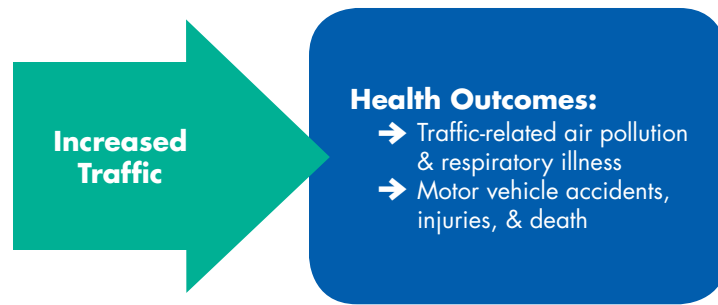 Increased
Traffic
Health Outcomes:
➔ Traffic-related air pollution
& respiratory illness
➔ Motor vehicle accidents,
injuries, & death